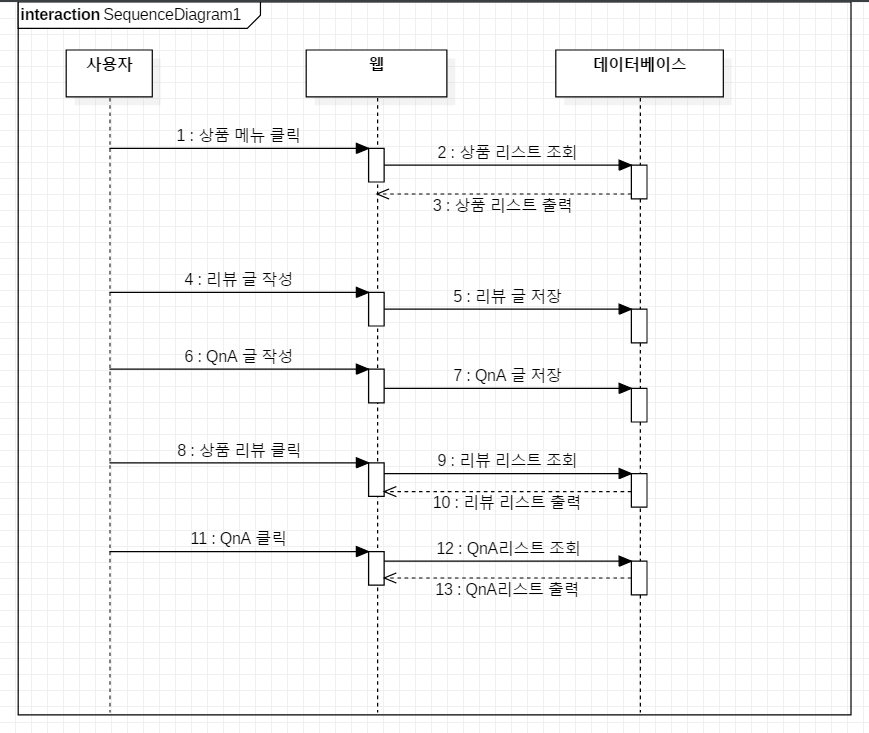 interaction SequenceDiagram1
사용자
웹
데이터베이스
1 : 상품 메뉴 클릭
2 : 상품 리스트 조회
3 : 상품 리스트 출력
4 : 리뷰 글 작성
5 : 리뷰 글 저장
6 : QnA 글 작성
7 : QnA 글 저장
8 : 상품 리뷰 클릭
9 : 리뷰 리스트 조회
10 : 리뷰 리스트 출력
11 : QnA 클릭
12 : QnA리스트 조회
13 : QnA리스트 출력